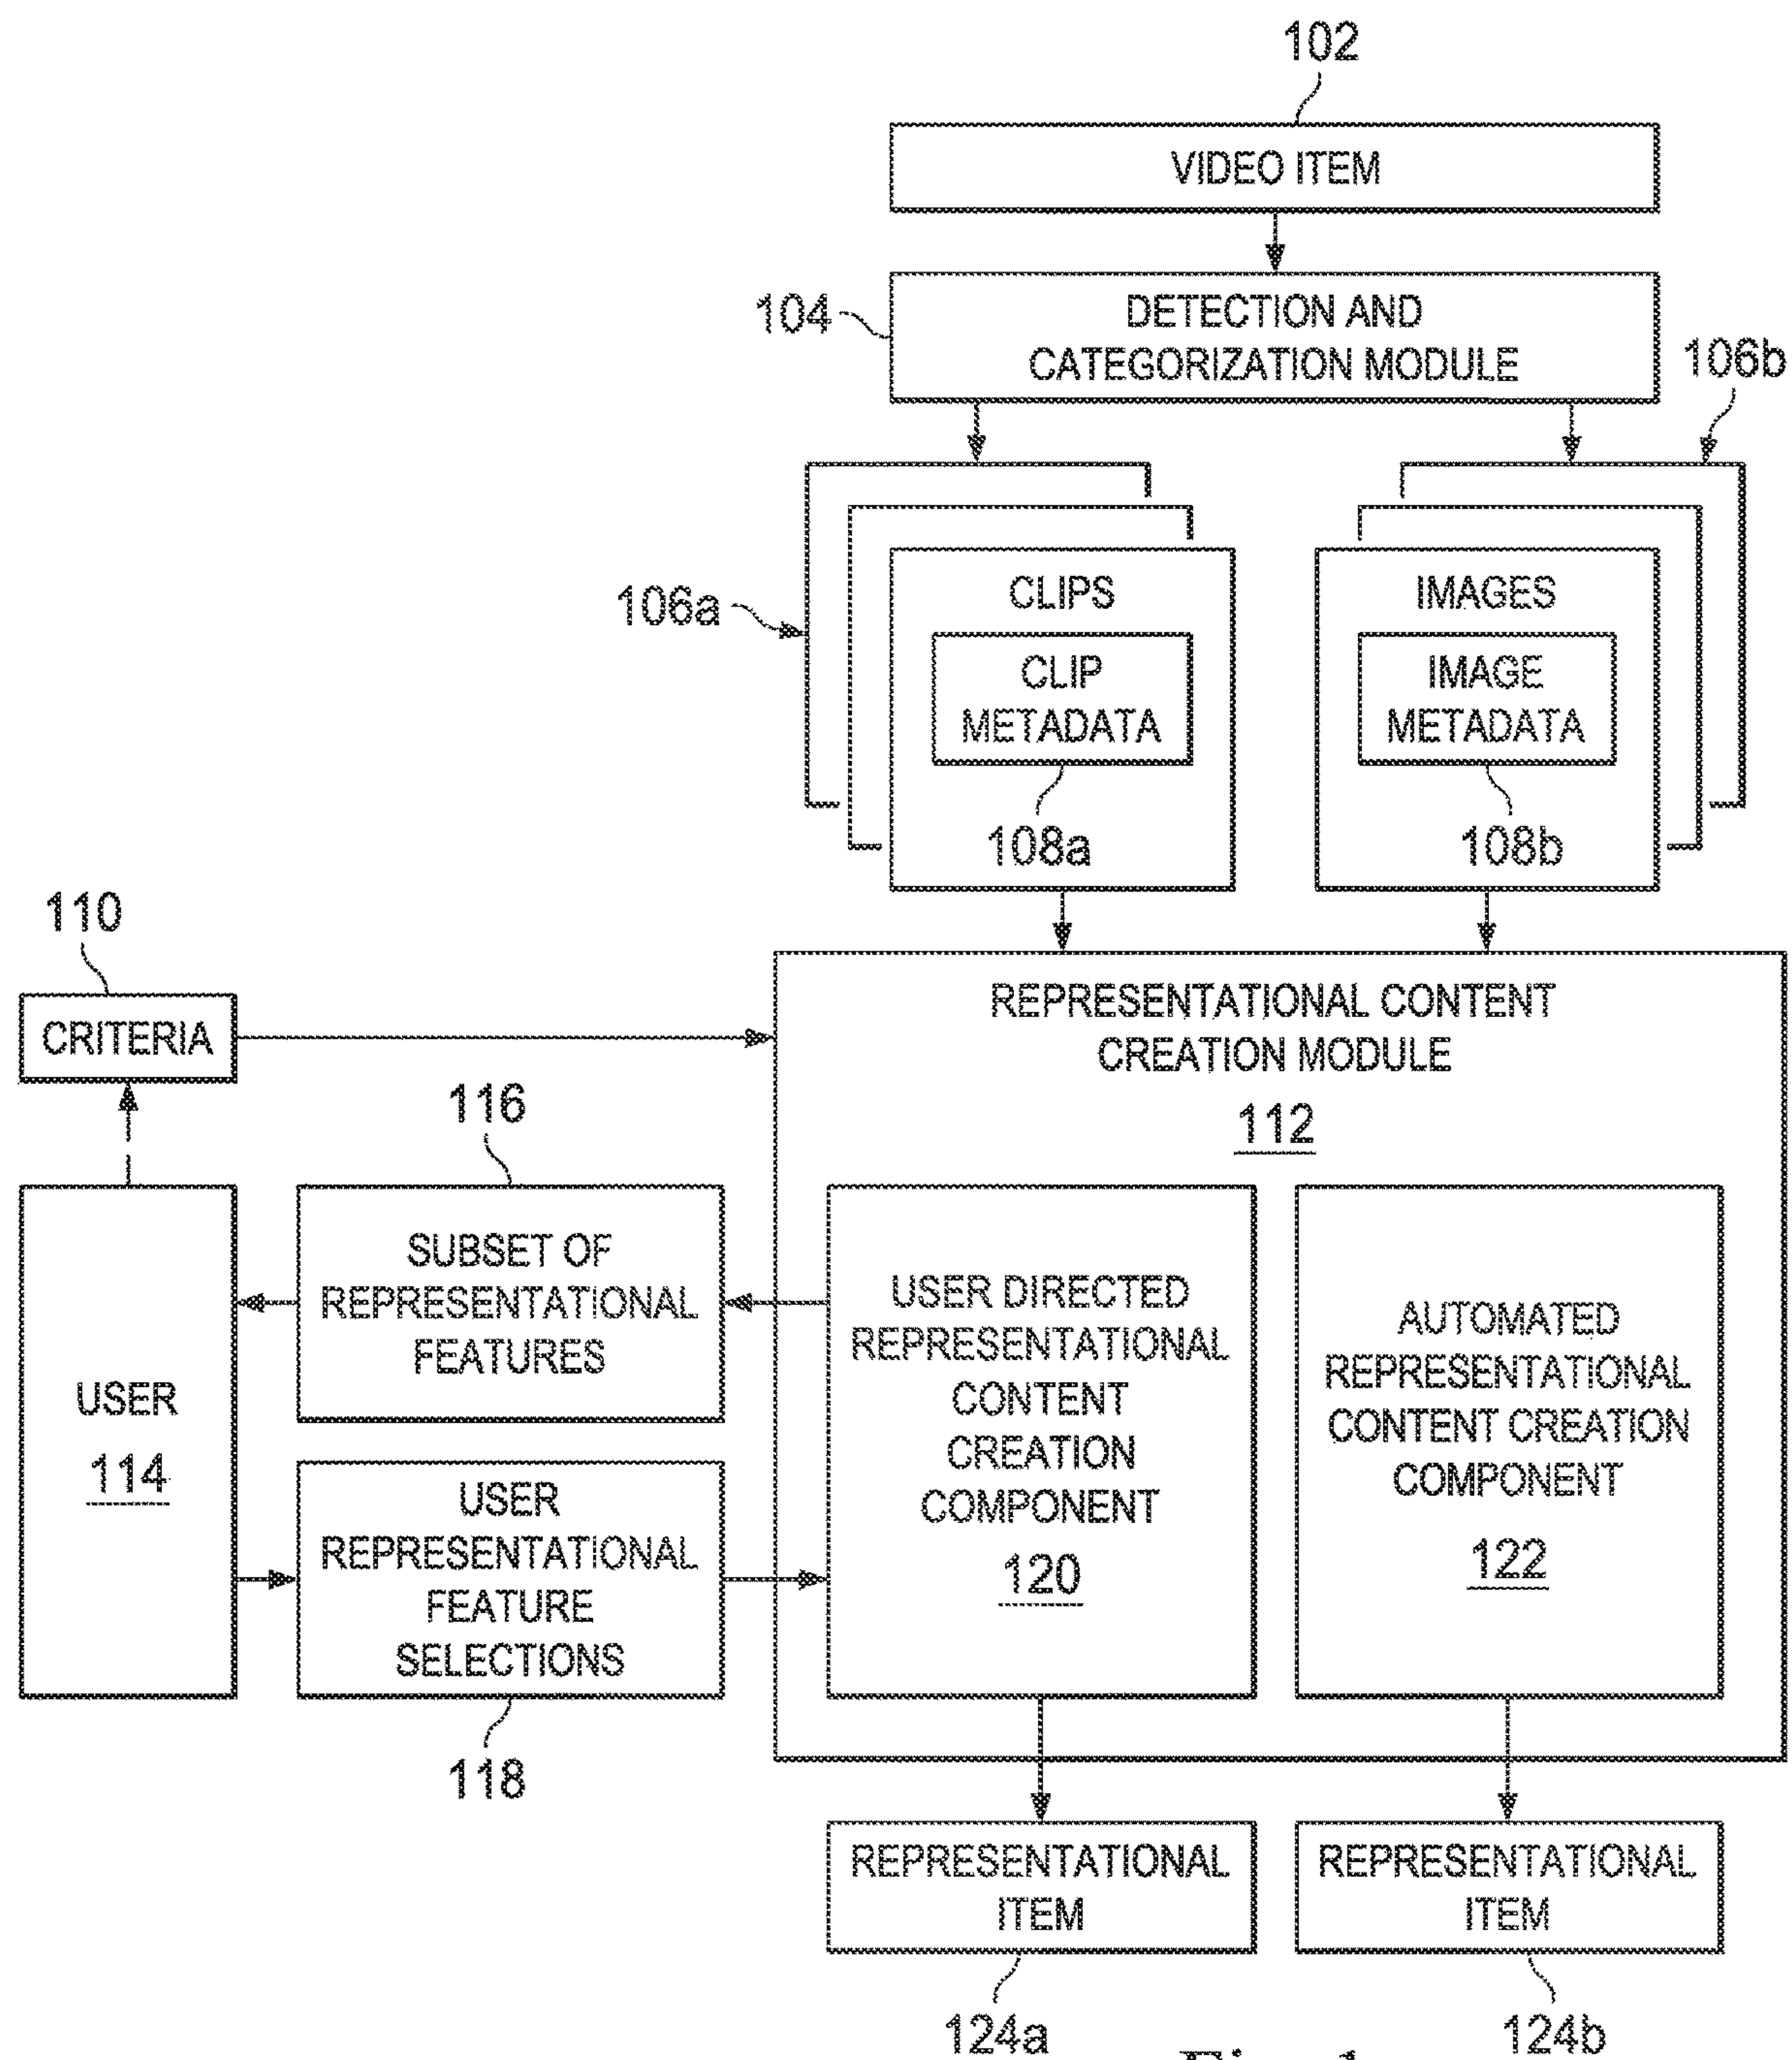 102
VIDEO ITEM
104
DETECTION AND
CATEGORIZATION MODULE
106b
106a
CLIPS
CLIP
METADATA
108a
IMAGES
IMAGE
METADATA
108b
110
CRITERIA
REPRESENTATIONAL CONTENT
CREATION MODULE
112
116
SUBSET OF
REPRESENTATIONAL
FEATURES
USER
114
USER
REPRESENTATIONAL
FEATURE
SELECTIONS
118
USER DIRECTED
REPRESENTATIONAL
CONTENT
CREATION
COMPONENT
120
AUTOMATED
REPRESENTATIONAL
CONTENT CREATION
COMPONENT
122
REPRESENTATIONAL
ITEM
124a
REPRESENTATIONAL
ITEM
124b